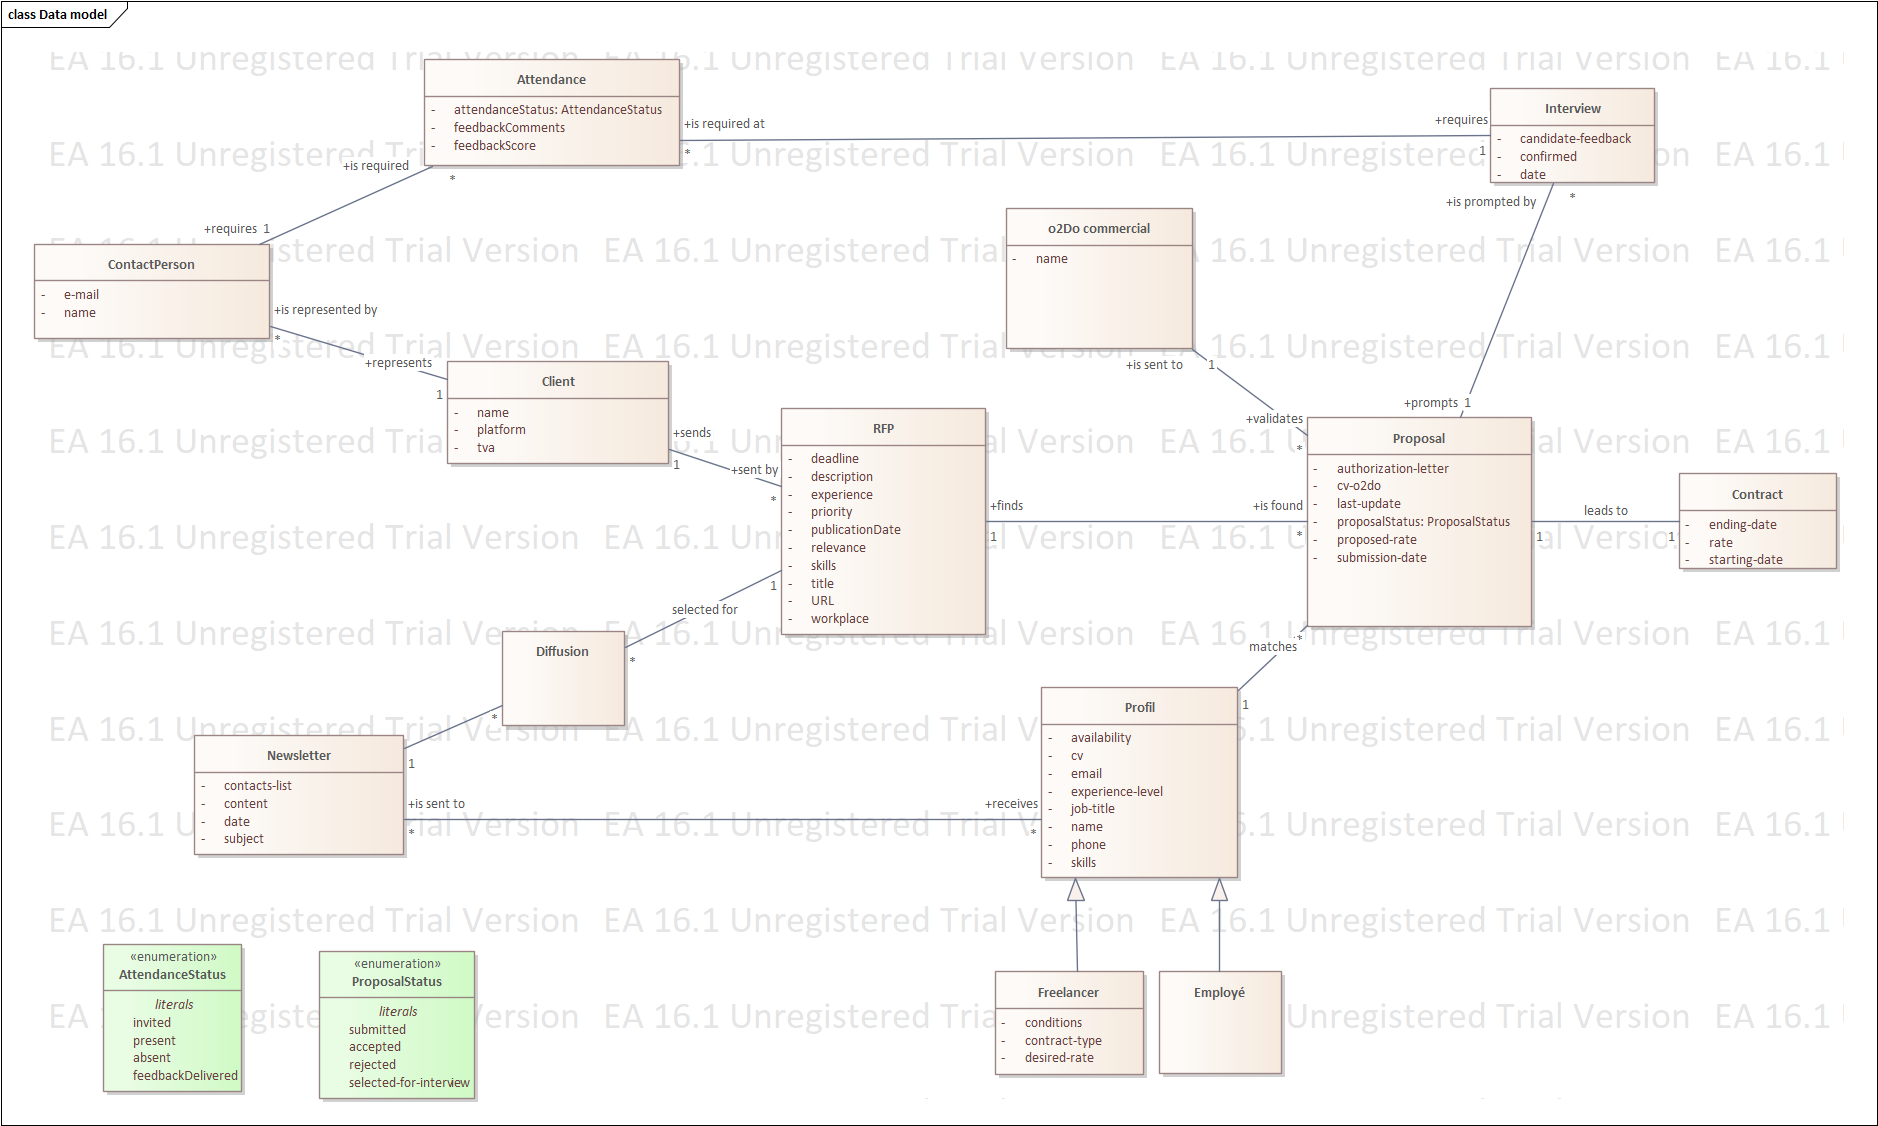 class Data model
Attendance
- attendanceStatus: AttendanceStatus
- feedbackComments
- feedbackScore
+is required at
*
+requires
1
Interview
- candidate-feedback
- confirmed
- date
+is required
*
+requires 1
ContactPerson
- e-mail
- name
+is represented by
*
+represents
1
o2Do commercial
- name
+is sent to
1
+validates
*
+is prompted by
*
+prompts 1
Client
- name
- platform
- tva
+sends
1
+sent by
*
RFP
- deadline
- description
- experience
- priority
- publicationDate
- relevance
- skills
- title
- URL
- workplace
+finds
1
+is found
*
Proposal
- authorization-letter
- cv-o2do
- last-update
- proposalStatus: ProposalStatus
- proposed-rate
- submission-date
leads to
1
1
Contract
- ending-date
- rate
- starting-date
1
selected for
*
Diffusion
*
1
matches
*
1
Newsletter
- contacts-list
- content
- date
- subject
+is sent to
*
+receives
*
Profil
- availability
- cv
- email
- experience-level
- job-title
- name
- phone
- skills
«enumeration»
AttendanceStatus
literals
invited
present
absent
feedbackDelivered
«enumeration»
ProposalStatus
literals
submitted
accepted
rejected
selected-for-interview
Freelancer
- conditions
- contract-type
- desired-rate
Employé
EA 16.1 Unregistered Trial Version